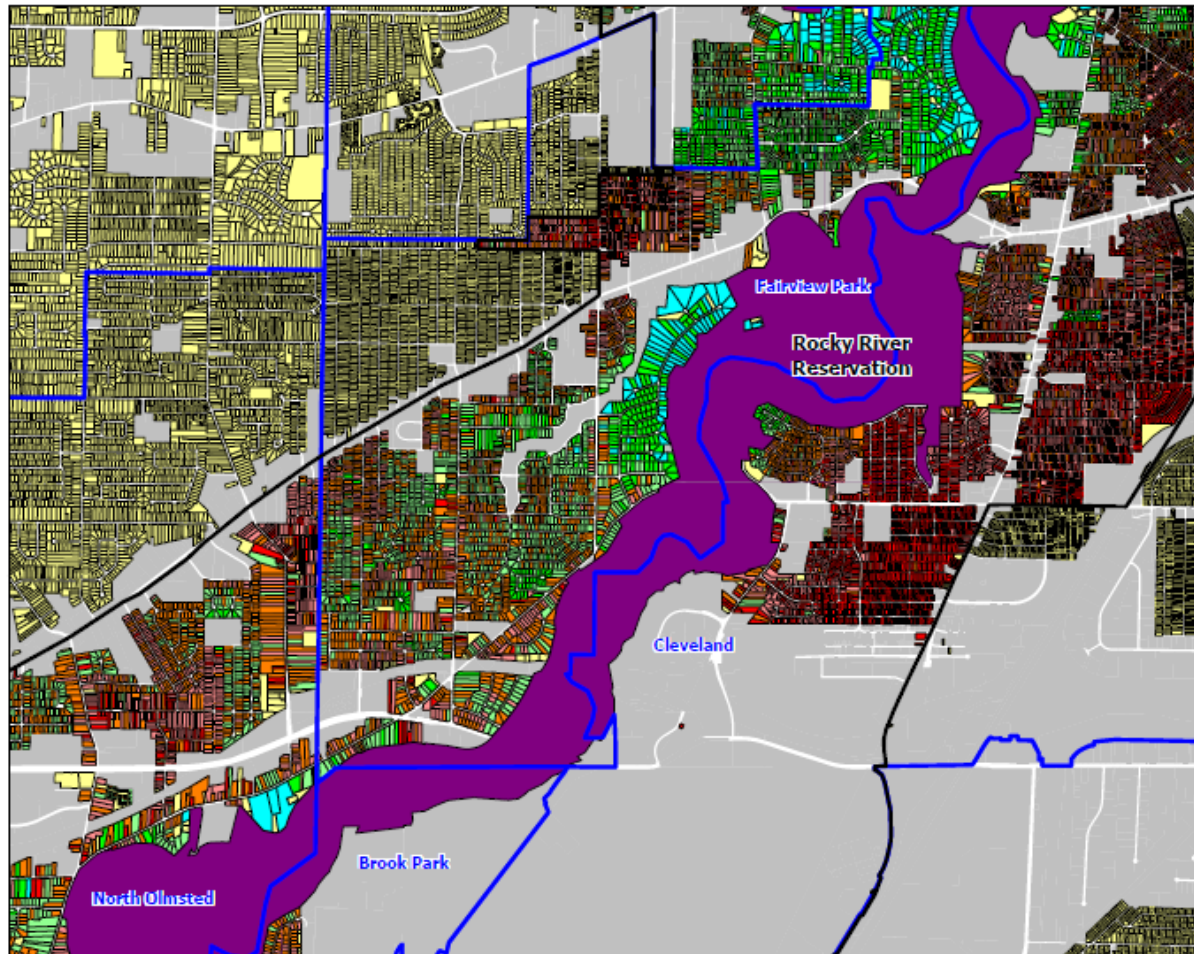 Fairview Park
Rocky River
Reservation
Cleveland
Brook Park
North Olmsted